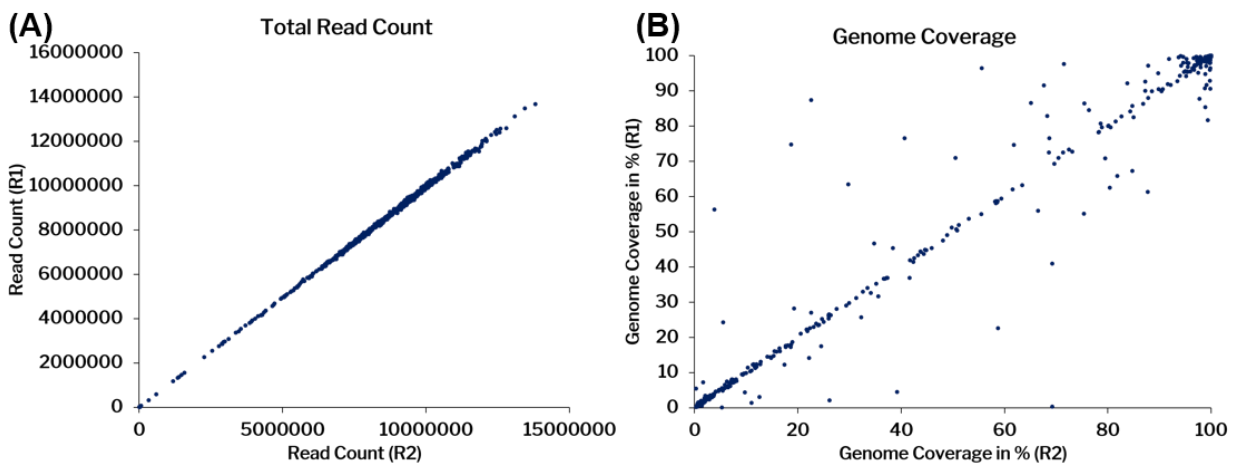 (A)
Total Read Count
16000000
14000000
12000000
10000000
8000000
6000000
4000000
2000000
0
Read Count (R1)
0 5000000 10000000 15000000
Read Count (R2)
(B)
Genome Coverage
100
90
80
70
60
50
40
30
20
10
0
Genome Coverage in % (R1)
0 20 40 60 80 100
Genome Coverage in % (R2)